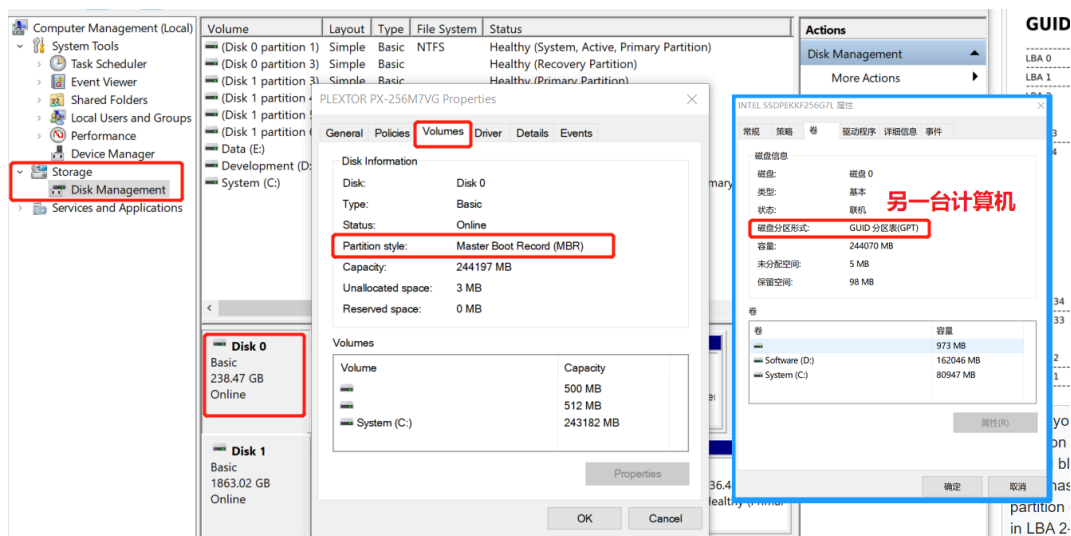 Computer Management (Local)
System Tools
Task Scheduler
Event Viewer
Shared Folders
Local Users and Groups
Performance
Device Manager
Storage
Disk Management
Services and Applications
Volume Layout Type File System Status
(Disk 0 partition 1) Simple Basic NTFS Healthy (System, Active, Primary Partition)
(Disk 0 partition 3) Simple Basic Healthy (Recovery Partition)
(Disk 1 partition 3) Simple Basic Healthy (Primary Partition)
(Disk 1 partition
(Disk 1 partition
(Disk 1 partition
Data (E:)
Development (D:
System (C:)
Disk 0
Basic
238.47 GB
Online
Disk 1
Basic
1863.02 GB
Online
PLEXTOR PX-256M7VG Properties
General Policies Volumes Driver Details Events
Disk Information
Disk: Disk 0
Type: Basic
Status: Online
Partition style: Master Boot Record (MBR)
Capacity: 244197 MB
Unallocated space: 3 MB
Reserved space: 0 MB
Volumes
Volume Capacity
500 MB
512 MB
System (C:) 243182 MB
Properties
OK Cancel
Actions
Disk Management
More Actions
INTEL SSDPEKKF256G7L 属性
常规 策略 卷 驱动程序 详细信息 事件
磁盘信息
磁盘: 磁盘 0
类型: 基本
状态: 联机
另一台计算机
磁盘分区形式: GUID 分区表(GPT)
容量: 244070 MB
未分配空间: 5 MB
保留空间: 98 MB
卷
卷 容量
973 MB
Software (D:) 162046 MB
System (C:) 80947 MB
属性(R)
确定 取消
GUID
LBA 0
LBA 1
34
33
2
1
yo
on
bl
has
partition
in LBA 2-